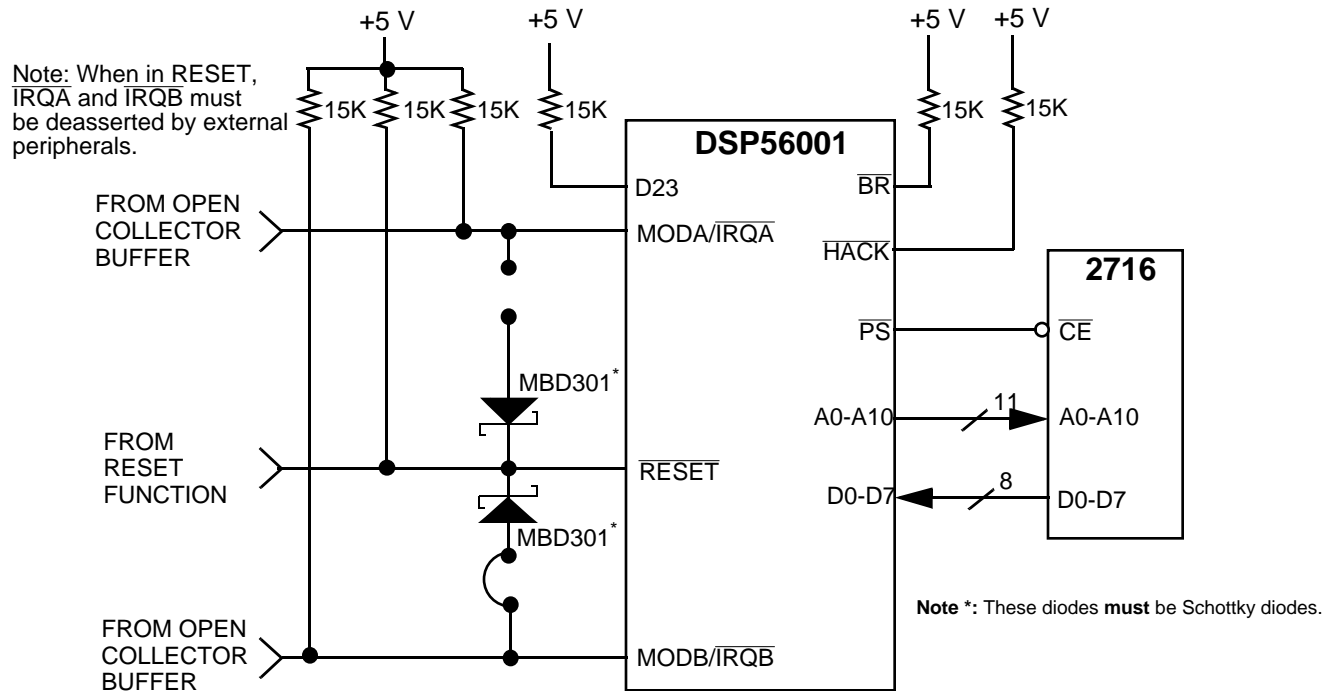 +5 V
+5 V
+5 V
+5 V
Note: When in RESET,
IRQA and IRQB must
be deasserted by external
peripherals.
15K
15K
15K
15K
15K
15K
DSP56001
D23
BR
FROM OPEN
COLLECTOR
BUFFER
MODA/IRQA
HACK
2716
PS
CE
MBD301*
A0-A10
11
A0-A10
FROM
RESET
FUNCTION
RESET
D0-D7
8
D0-D7
MBD301*
Note *: These diodes must be Schottky diodes.
FROM OPEN
COLLECTOR
BUFFER
MODB/IRQB